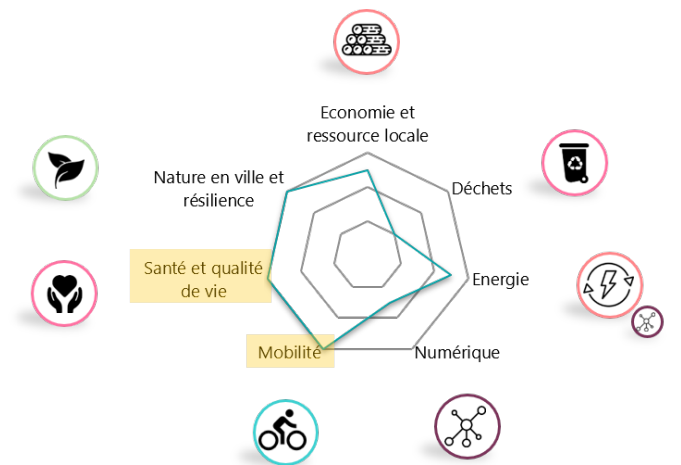 Economie et
ressource locale
Nature en ville et
résilience
Déchets
Santé et qualité
de vie
Energie
Mobilité
Numérique